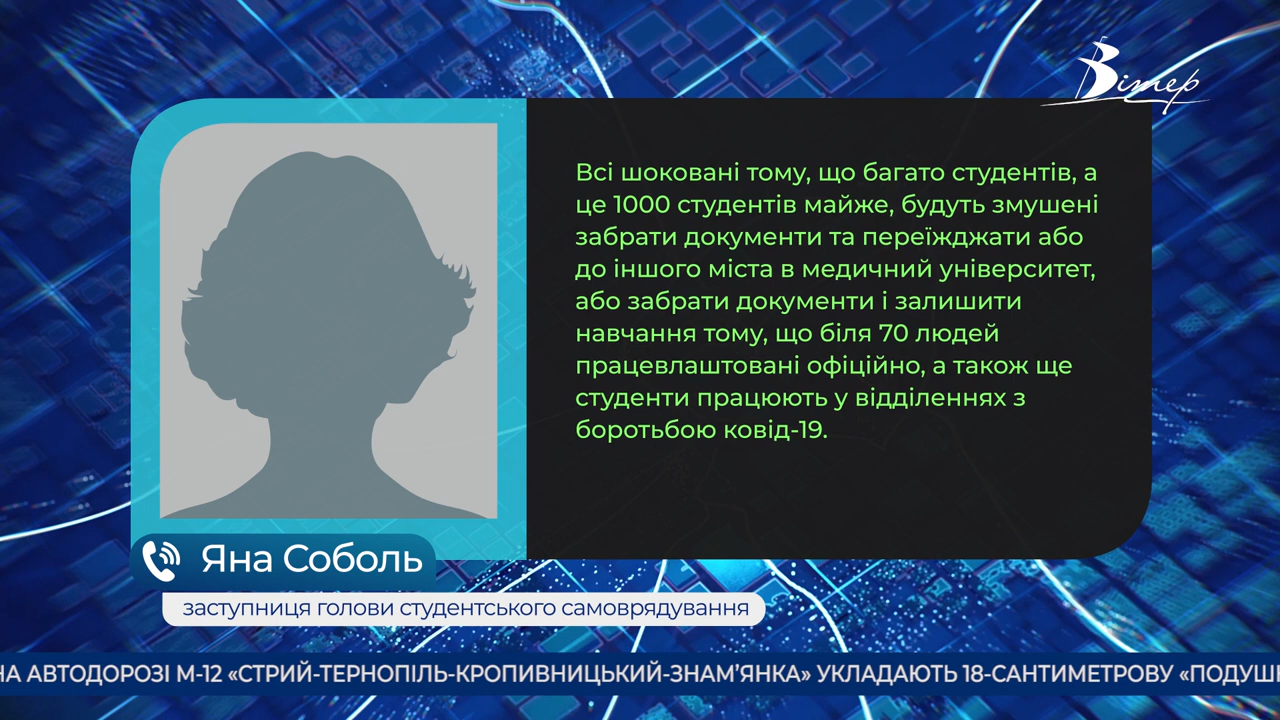 Вітер
Всі шоковані тому, що багато студентів, а
це 1000 студентів майже, будуть змушені
забрати документи та переїжджати або
до іншого міста в медичний університет,
або забрати документи і залишити
навчання тому, що біля 70 людей
працевлаштовані офіційно, а також ще
студенти працюють у відділеннях з
боротьбою ковід-19.
Яна Соболь
заступниця голови студентського самоврядування
НА АВТОДОРОЗІ М-12 «СТРИЙ-ТЕРНОПІЛЬ-КРОПИВНИЦЬКИЙ-ЗНАМ’ЯНКА» УКЛАДАЮТЬ 18-САНТИМЕТРОВУ